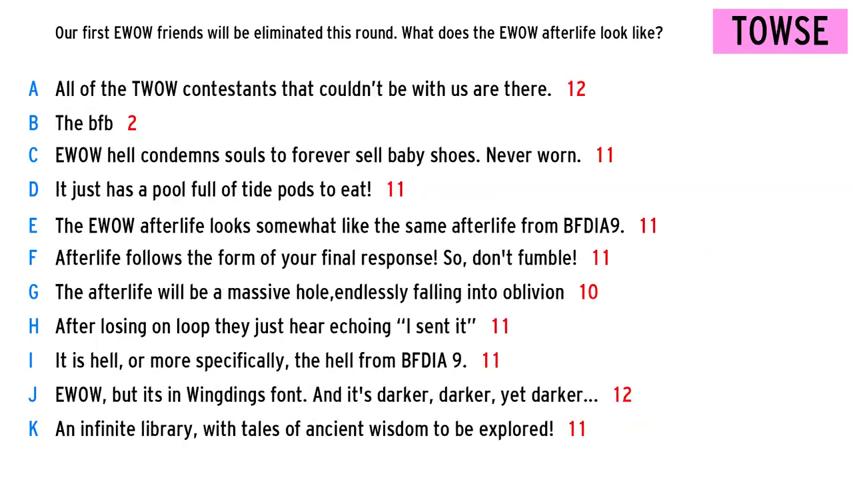 Our first EWOW friends will be eliminated this round. What does the EWOW afterlife look like?
TOWSE
A All of the TWOW contestants that couldn't be with us are there. 12
B The bfb 2
C EWOW hell condemns souls to forever sell baby shoes. Never worn. 11
D It just has a pool full of tide pods to eat! 11
E The EWOW afterlife looks somewhat like the same afterlife from BFDIA9. 11
F Afterlife follows the form of your final response! So, don't fumble! 11
G The afterlife will be a massive hole,endlessly falling into oblivion 10
H After losing on loop they just hear echoing “I sent it” 11
I It is hell, or more specifically, the hell from BFDIA 9. 11
J EWOW, but its in Wingdings font. And it's darker, darker, yet darker... 12
K An infinite library, with tales of ancient wisdom to be explored! 11